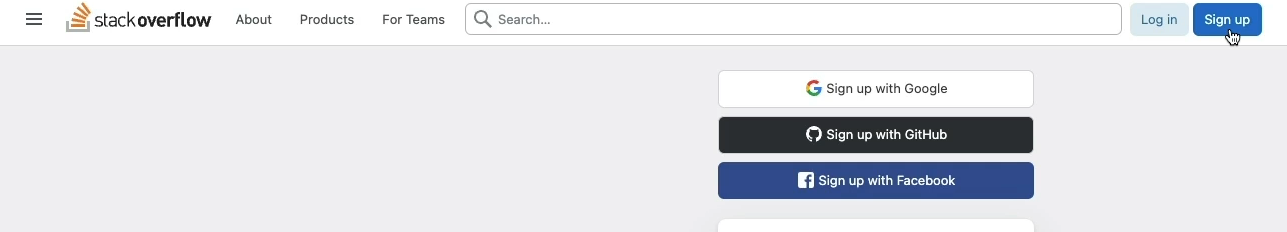 stackoverflow About Products For Teams Search... Log in Sign up
Sign up with Google
Sign up with GitHub
Sign up with Facebook